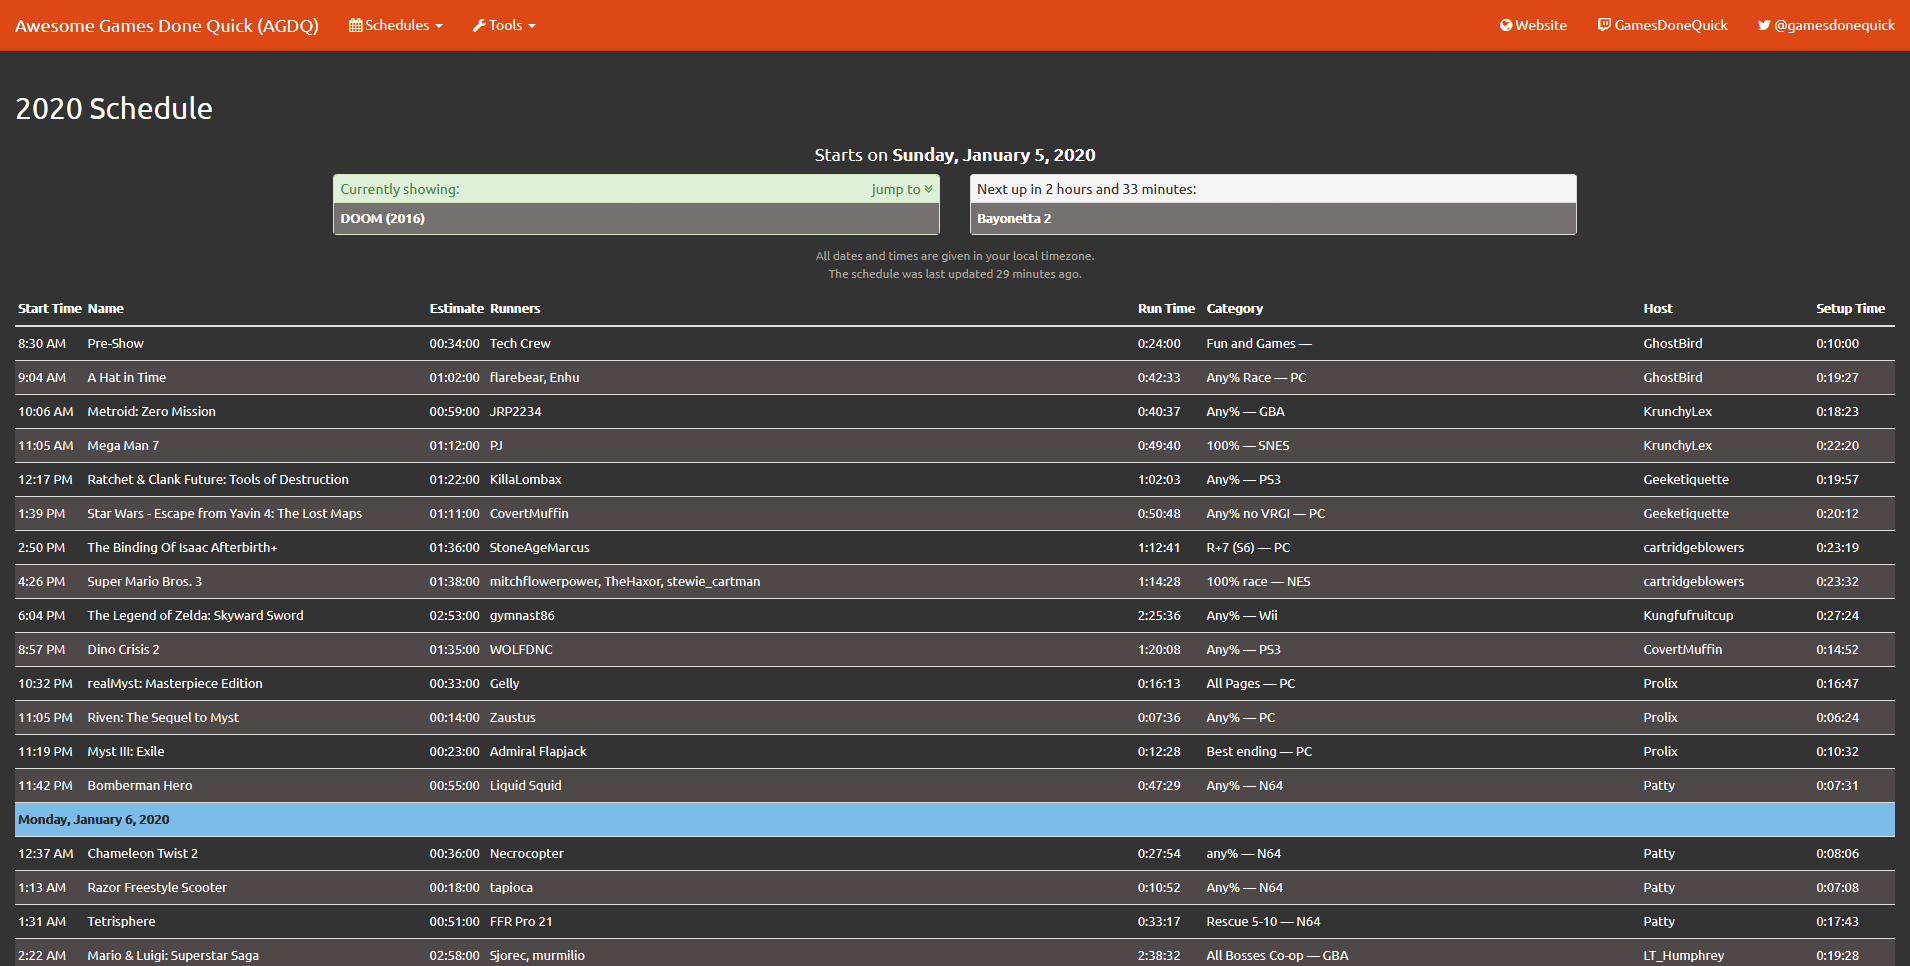 Awesome Games Done Quick (AGDQ) Schedules Tools Website GamesDoneQuick @gamesdonequick
2020 Schedule
Starts on Sunday, January 5, 2020
Currently showing: jump to
DOOM (2016)
Next up in 2 hours and 33 minutes:
Bayonetta 2
All dates and times are given in your local timezone.
The schedule was last updated 29 minutes ago.
Start Time Name Estimate Runners Run Time Category Host Setup Time
8:30 AM Pre-Show 00:34:00 Tech Crew 0:24:00 Fun and Games — GhostBird 0:10:00
9:04 AM A Hat in Time 01:02:00 flarebear, Enhu 0:42:33 Any% Race — PC GhostBird 0:19:27
10:06 AM Metroid: Zero Mission 00:59:00 JRP2234 0:40:37 Any% — GBA KrunchyLex 0:18:23
11:05 AM Mega Man 7 01:12:00 PJ 0:49:40 100% — SNES KrunchyLex 0:22:20
12:17 PM Ratchet & Clank Future: Tools of Destruction 01:22:00 KillaLombax 1:02:03 Any% — PS3 Geeketiquette 0:19:57
1:39 PM Star Wars - Escape from Yavin 4: The Lost Maps 01:11:00 CovertMuffin 0:50:48 Any% no VRGI — PC Geeketiquette 0:20:12
2:50 PM The Binding Of Isaac Afterbirth+ 01:36:00 StoneAgeMarcus 1:12:41 R+7 (S6) — PC cartridgeblowers 0:23:19
4:26 PM Super Mario Bros. 3 01:38:00 mitchflowerpower, TheHaxor, stewie_cartman 1:14:28 100% race — NES cartridgeblowers 0:23:32
6:04 PM The Legend of Zelda: Skyward Sword 02:53:00 gymnast86 2:25:36 Any% — Wii Kungfufruitcup 0:27:24
8:57 PM Dino Crisis 2 01:35:00 WOLFDNC 1:20:08 Any% — PS3 CovertMuffin 0:14:52
10:32 PM realMyst: Masterpiece Edition 00:33:00 Gelly 0:16:13 All Pages — PC Prolix 0:16:47
11:05 PM Riven: The Sequel to Myst 00:14:00 Zaustus 0:07:36 Any% — PC Prolix 0:06:24
11:19 PM Myst III: Exile 00:23:00 Admiral Flapjack 0:12:28 Best ending — PC Prolix 0:10:32
11:42 PM Bomberman Hero 00:55:00 Liquid Squid 0:47:29 Any% — N64 Patty 0:07:31
Monday, January 6, 2020
12:37 AM Chameleon Twist 2 00:36:00 Necrocopter 0:27:54 any% — N64 Patty 0:08:06
1:13 AM Razor Freestyle Scooter 00:18:00 tapioca 0:10:52 Any% — N64 Patty 0:07:08
1:31 AM Tetrisphere 00:51:00 FFR Pro 21 0:33:17 Rescue 5-10 — N64 Patty 0:17:43
2:22 AM Mario & Luigi: Superstar Saga 02:58:00 Sjorec, murmilio 2:38:32 All Bosses Co-op — GBA LT_Humphrey 0:19:28